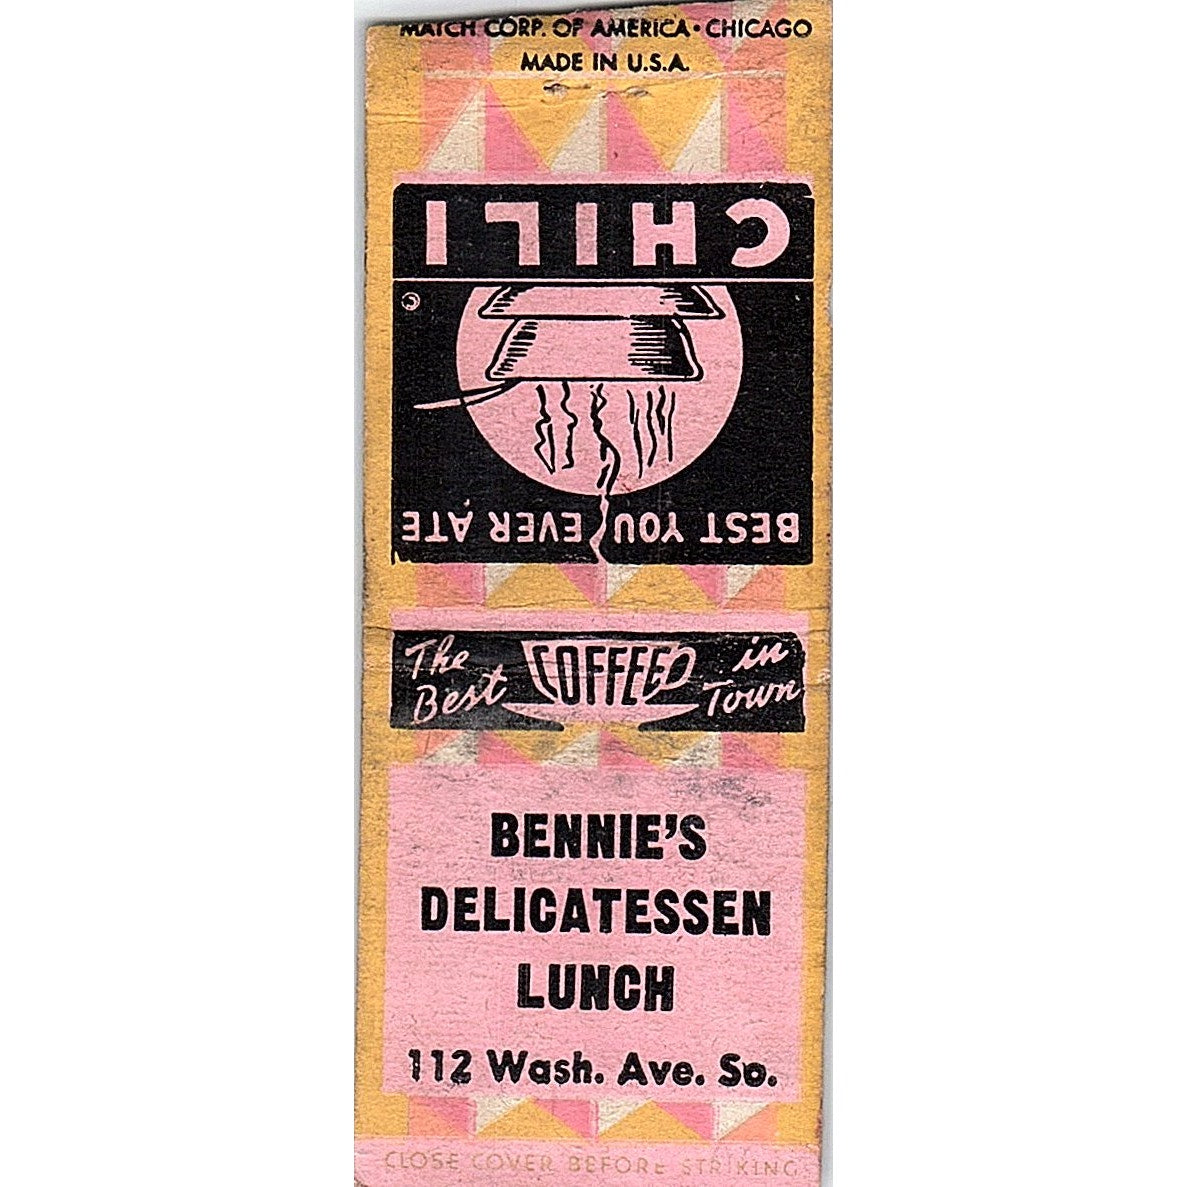 MATCH CORP. OF AMERICA • CHICAGO
MADE IN U.S.A.
CHILI
©
BEST YOU EVER ATE
The Best COFFEE in Town
BENNIE'S
DELICATESSEN
LUNCH
112 Wash. Ave. So.
CLOSE COVER BEFORE STRIKING